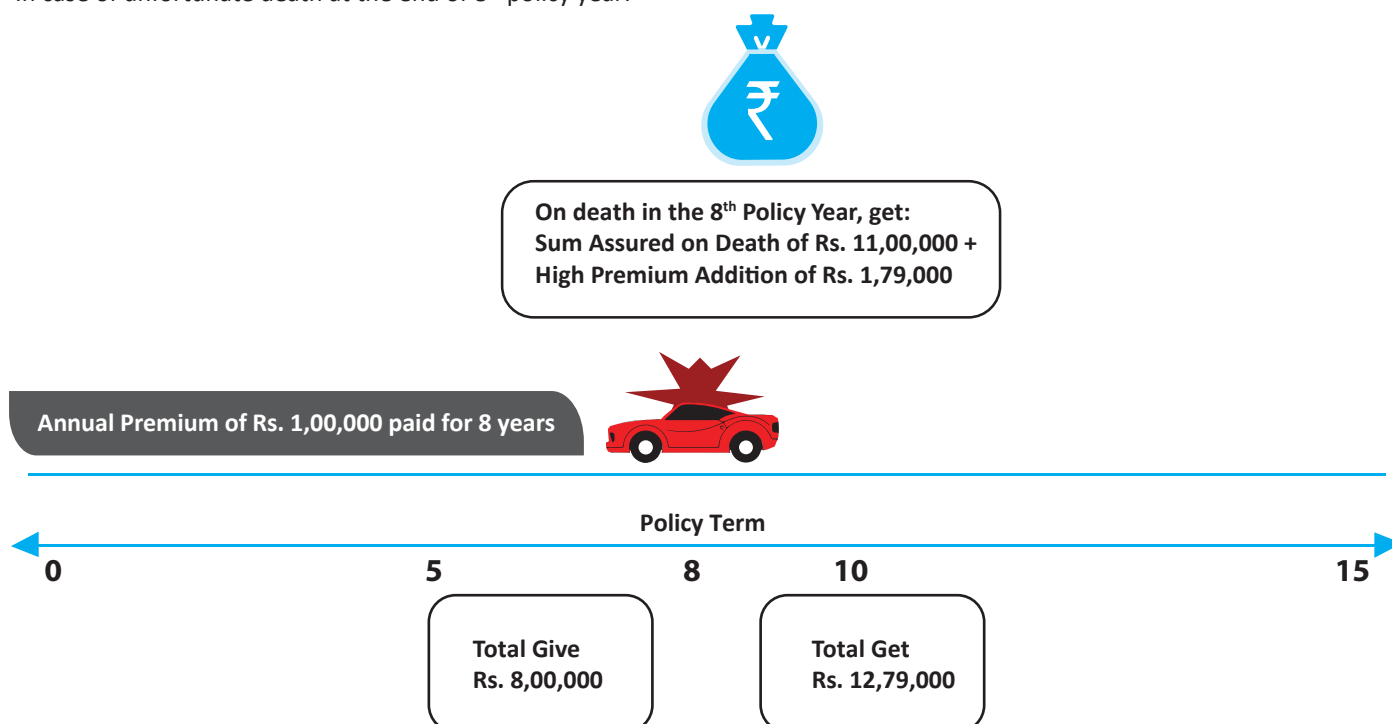 ₹
On death in the 8th Policy Year, get:
Sum Assured on Death of Rs. 11,00,000 +
High Premium Addition of Rs. 1,79,000
Annual Premium of Rs. 1,00,000 paid for 8 years
Policy Term
0 5 8 10 15
Total Give
Rs. 8,00,000
Total Get
Rs. 12,79,000